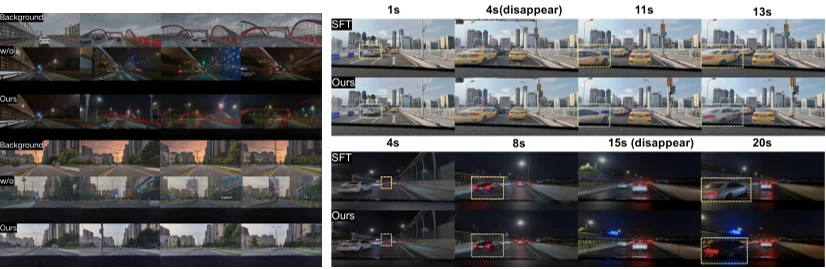 Background
w/o
Ours
Background
w/o
Ours
1s 4s(disappear) 11s 13s
SFT
Ours
4s 8s 15s (disappear) 20s
SFT
Ours